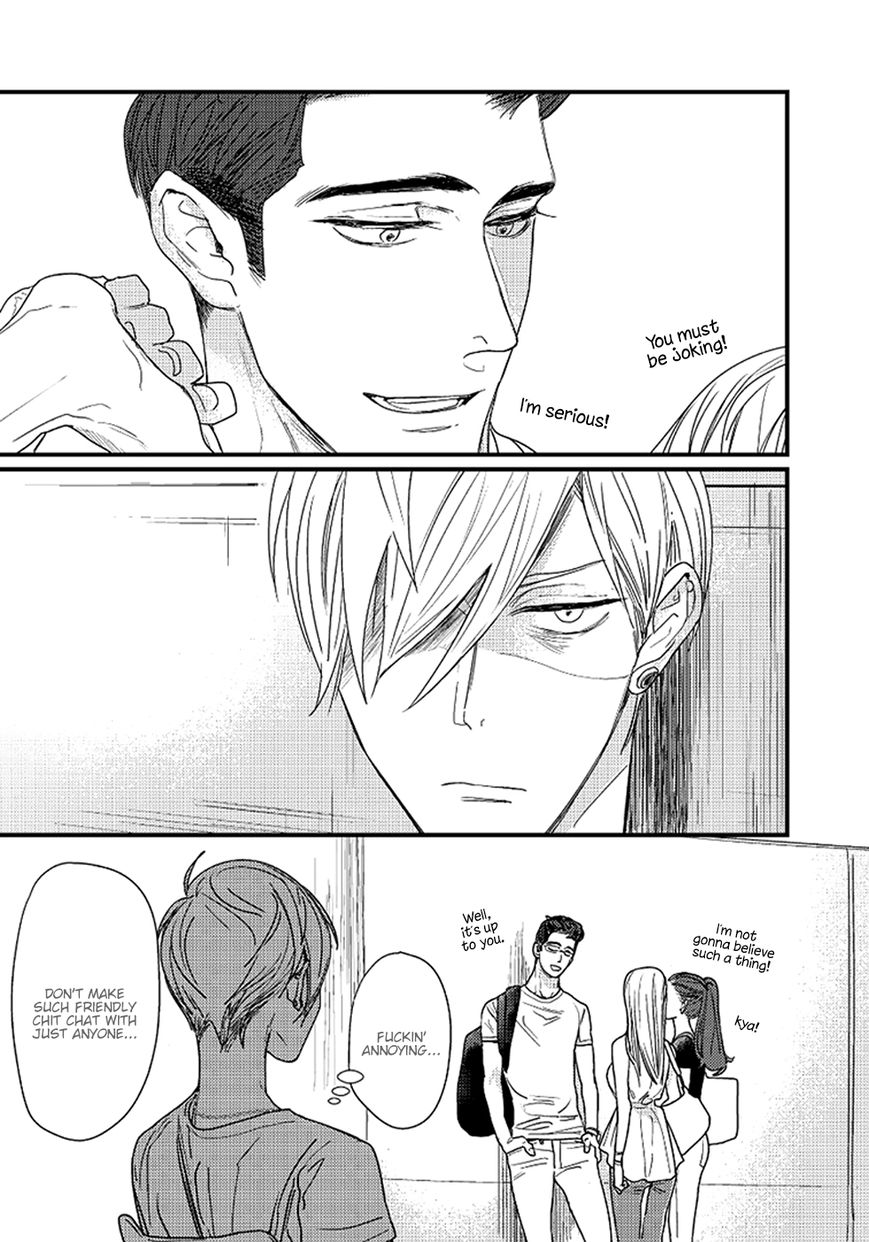 You must
be joking!
I'm serious!
I'm not
gonna believe
such a thing!
kya!
Well,
it's up
to you.
FUCKIN'
ANNOYING...
DON'T MAKE
SUCH FRIENDLY
CHIT CHAT WITH
JUST ANYONE...